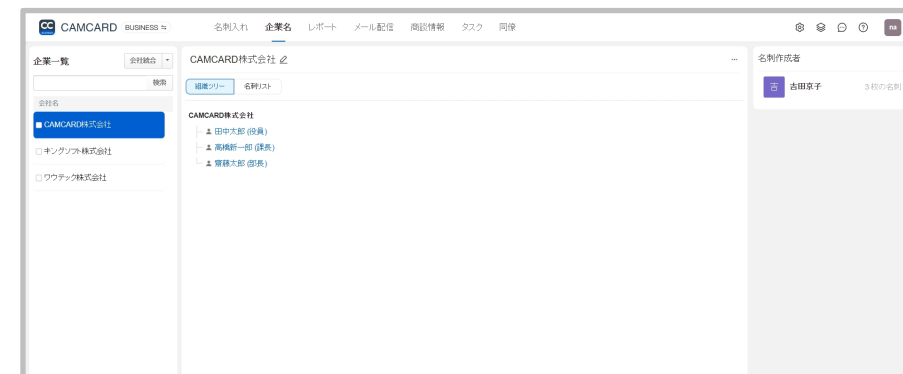 CC CAMCARD BUSINESS ⇆ 名刺入れ 企業名 レポート メール配信 商談情報 タスク 同僚 na
企業一覧 会社統合
検索
会社名
CAMCARD株式会社
キングソフト株式会社
ワウテック株式会社
CAMCARD株式会社
組織ツリー 名刺リスト
CAMCARD株式会社
田中太郎 (役員)
高橋新一郎 (課長)
齋藤太郎 (部長)
名刺作成者
吉 吉田京子 3 枚の名刺